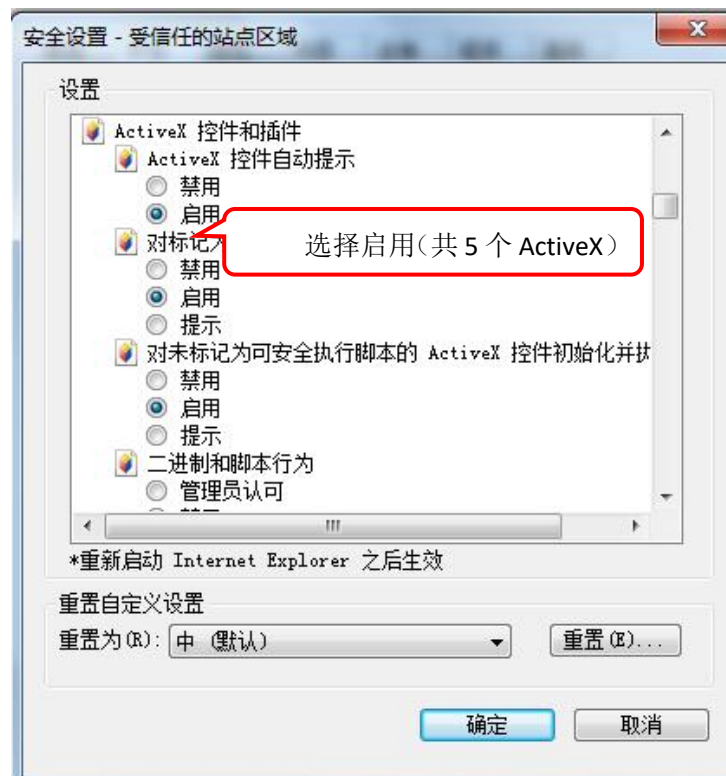 安全设置 - 受信任的站点区域
设置
ActiveX 控件和插件
ActiveX 控件自动提示
禁用
启用
对标记为
选择启用（共 5 个 ActiveX）
禁用
启用
提示
对未标记为可安全执行脚本的 ActiveX 控件初始化并执
禁用
启用
提示
二进制和脚本行为
管理员认可
*重新启动 Internet Explorer 之后生效
重置自定义设置
重置为(R): 中 (默认)
重置(E)...
确定
取消